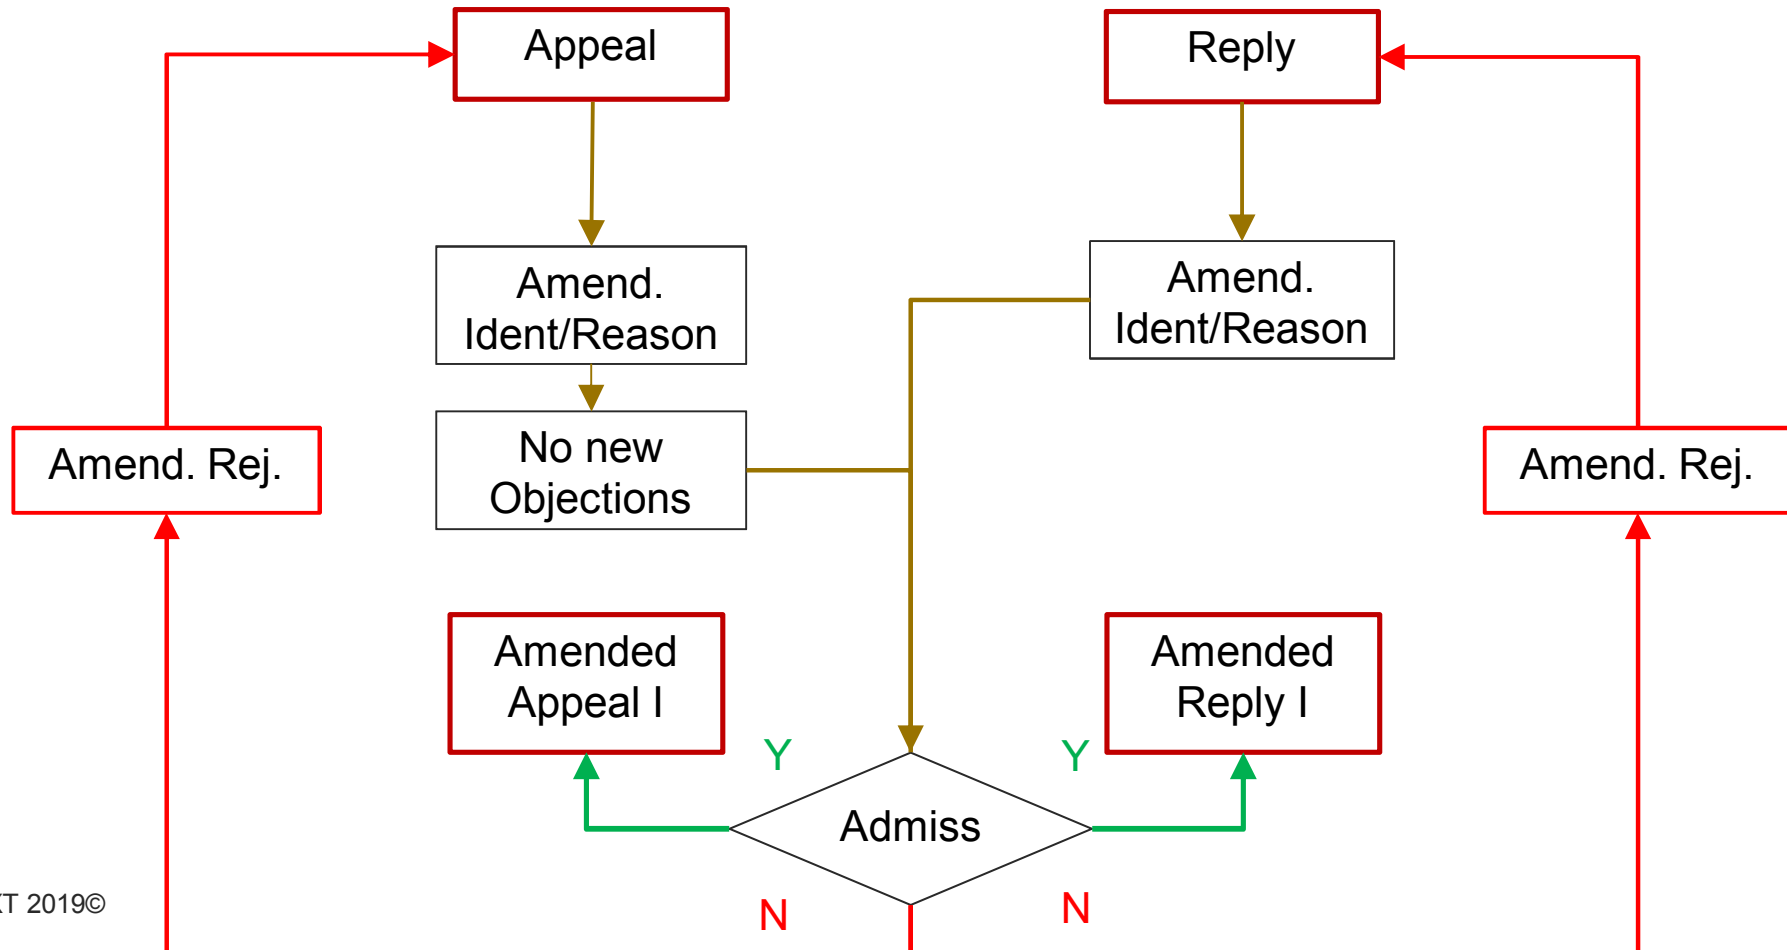 Appeal
Reply
Amend.
Ident/Reason
Amend.
Ident/Reason
No new
Objections
Amend. Rej.
Amend. Rej.
Amended
Appeal I
Amended
Reply I
Y
Y
Admiss
N
N
2019©